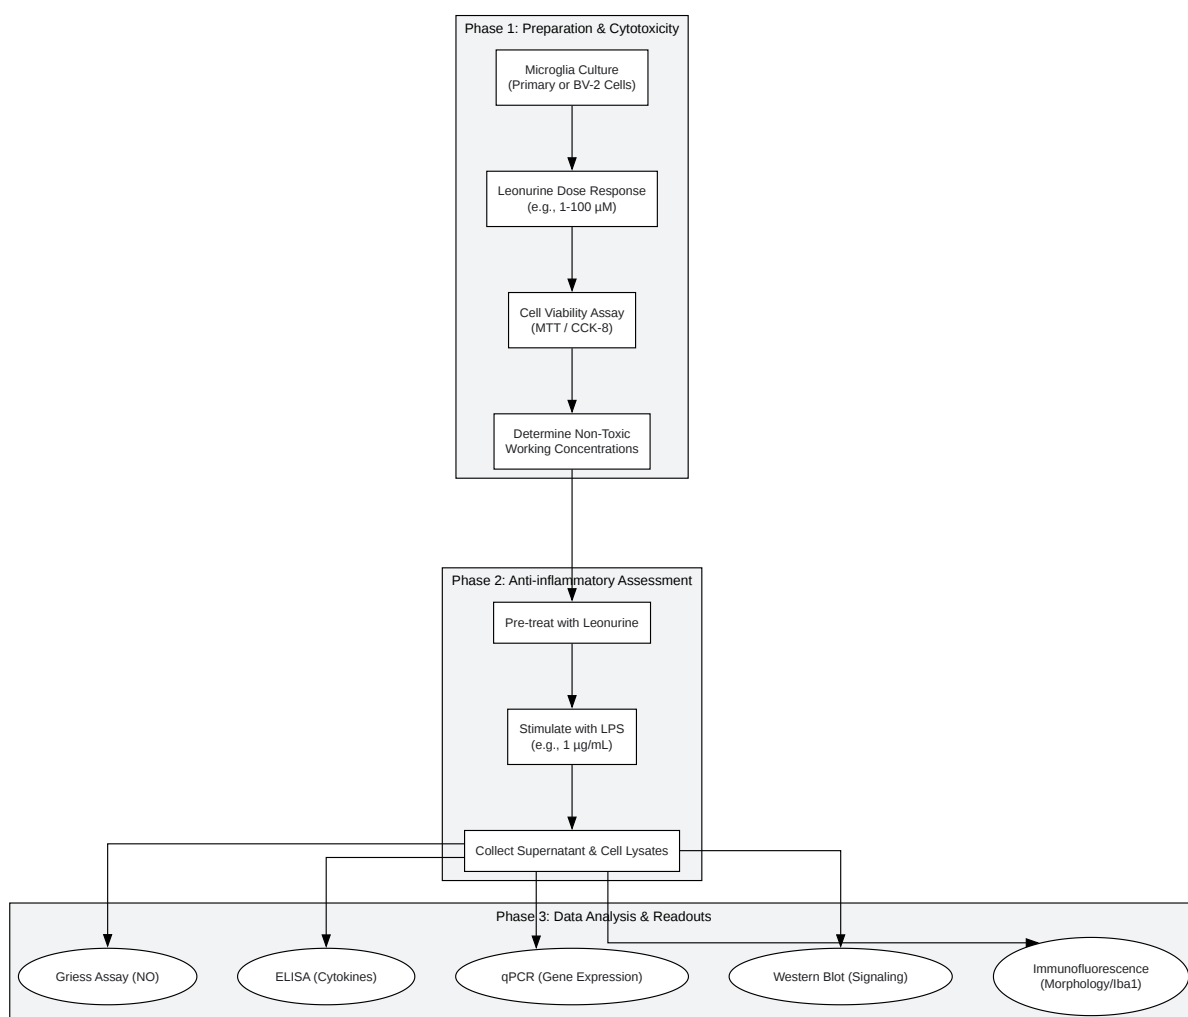 Phase 1: Preparation & Cytotoxicity
Microglia Culture
(Primary or BV-2 Cells)
Leonurine Dose Response
(e.g., 1-100 µM)
Cell Viability Assay
(MTT / CCK-8)
Determine Non-Toxic
Working Concentrations
Phase 2: Anti-inflammatory Assessment
Pre-treat with Leonurine
Stimulate with LPS
(e.g., 1 µg/mL)
Collect Supernatant & Cell Lysates
Phase 3: Data Analysis & Readouts
Griess Assay (NO)
ELISA (Cytokines)
qPCR (Gene Expression)
Western Blot (Signaling)
Immunofluorescence
(Morphology/Iba1)